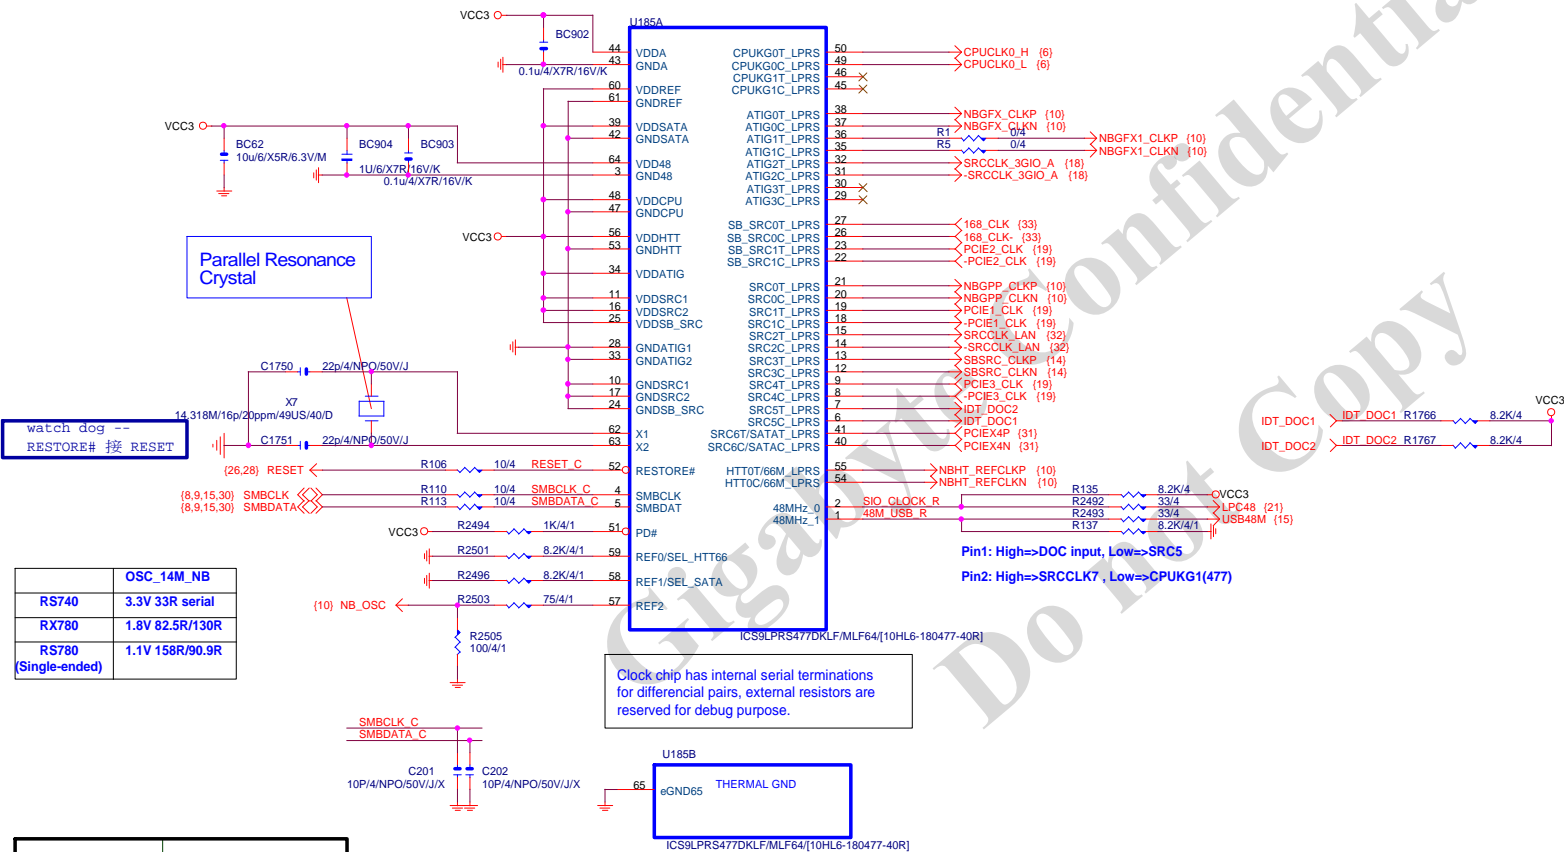 VCC3
BC902
0.1u/4/X7R/16V/K
VCC3
BC62
10u/6/X5R/6.3V/M
BC904
1U/6/X7R/16V/K
BC903
0.1u/4/X7R/16V/K
VCC3
Parallel Resonance
Crystal
C1750
22p/4/NPO/50V/J
X7
14.318M/16p/20ppm/49US/40/D
C1751
22p/4/NPO/50V/J
watch dog --
RESTORE# 接 RESET
{26,28} RESET
R106
10/4
RESET_C
{8,9,15,30} SMBCLK
R110
10/4
SMBCLK_C
{8,9,15,30} SMBDATA
R113
10/4
SMBDATA_C
VCC3
R2494
1K/4/1
R2501
8.2K/4/1
R2496
8.2K/4/1
{10} NB_OSC
R2503
75/4/1
R2505
100/4/1
U185A
44 VDDA
43 GNDA
60 VDDREF
61 GNDREF
39 VDDSATA
42 GNDSATA
64 VDD48
3 GND48
48 VDDCPU
47 GNDCPU
56 VDDHTT
53 GNDHTT
34 VDDATIG
11 VDDSRC1
16 VDDSRC2
25 VDDSB_SRC
28 GNDATIG1
33 GNDATIG2
10 GNDSRC1
17 GNDSRC2
24 GNDSB_SRC
62 X1
63 X2
52 RESTORE#
4 SMBCLK
5 SMBDAT
51 PD#
59 REF0/SEL_HTT66
58 REF1/SEL_SATA
57 REF2
CPUKG0T_LPRS 50 CPUCLK0_H {6}
CPUKG0C_LPRS 49 CPUCLK0_L {6}
CPUKG1T_LPRS 46
CPUKG1C_LPRS 45
ATIG0T_LPRS 38 NBGFX_CLKP {10}
ATIG0C_LPRS 37 NBGFX_CLKN {10}
ATIG1T_LPRS 36 R1 0/4 NBGFX1_CLKP {10}
ATIG1C_LPRS 35 R5 0/4 NBGFX1_CLKN {10}
ATIG2T_LPRS 32 SRCCLK_3GIO_A {18}
ATIG2C_LPRS 31 -SRCCLK_3GIO_A {18}
ATIG3T_LPRS 30
ATIG3C_LPRS 29
SB_SRC0T_LPRS 27 168_CLK {33}
SB_SRC0C_LPRS 26 168_CLK- {33}
SB_SRC1T_LPRS 23 PCIE2_CLK {19}
SB_SRC1C_LPRS 22 -PCIE2_CLK {19}
SRC0T_LPRS 21 NBGPP_CLKP {10}
SRC0C_LPRS 20 NBGPP_CLKN {10}
SRC1T_LPRS 19 PCIE1_CLK {19}
SRC1C_LPRS 18 -PCIE1_CLK {19}
SRC2T_LPRS 15 SRCCLK_LAN {32}
SRC2C_LPRS 14 -SRCCLK_LAN {32}
SRC3T_LPRS 13 SBSRC_CLKP {14}
SRC3C_LPRS 12 SBSRC_CLKN {14}
SRC4T_LPRS 9 PCIE3_CLK {19}
SRC4C_LPRS 8 -PCIE3_CLK {19}
SRC5T_LPRS 7 IDT_DOC2
SRC5C_LPRS 6 IDT_DOC1
SRC6T/SATAT_LPRS 41 PCIEX4P {31}
SRC6C/SATAC_LPRS 40 PCIEX4N {31}
HTT0T/66M_LPRS 55 NBHT_REFCLKP {10}
HTT0C/66M_LPRS 54 NBHT_REFCLKN {10}
48MHz_0 2 SIO_CLOCK_R
48MHz_1 1 48M_USB_R
R135 8.2K/4 VCC3
R2492 33/4 LPC48 {21}
R2493 33/4 USB48M {15}
R137 8.2K/4/1
Pin1: High=>DOC input, Low=>SRC5
Pin2: High=>SRCCLK7 , Low=>CPUKG1(477)
ICS9LPRS477DKLF/MLF64/[10HL6-180477-40R]
VCC3
IDT_DOC1 IDT_DOC1 R1766 8.2K/4
IDT_DOC2 IDT_DOC2 R1767 8.2K/4
OSC_14M_NB
RS740 3.3V 33R serial
RX780 1.8V 82.5R/130R
RS780 1.1V 158R/90.9R
(Single-ended)
Clock chip has internal serial terminations
for differencial pairs, external resistors are
reserved for debug purpose.
SMBCLK_C
SMBDATA_C
C201
10P/4/NPO/50V/J/X
C202
10P/4/NPO/50V/J/X
U185B
65 eGND65
THERMAL GND
ICS9LPRS477DKLF/MLF64/[10HL6-180477-40R]
Gigabyte Confidential
Do not Copy